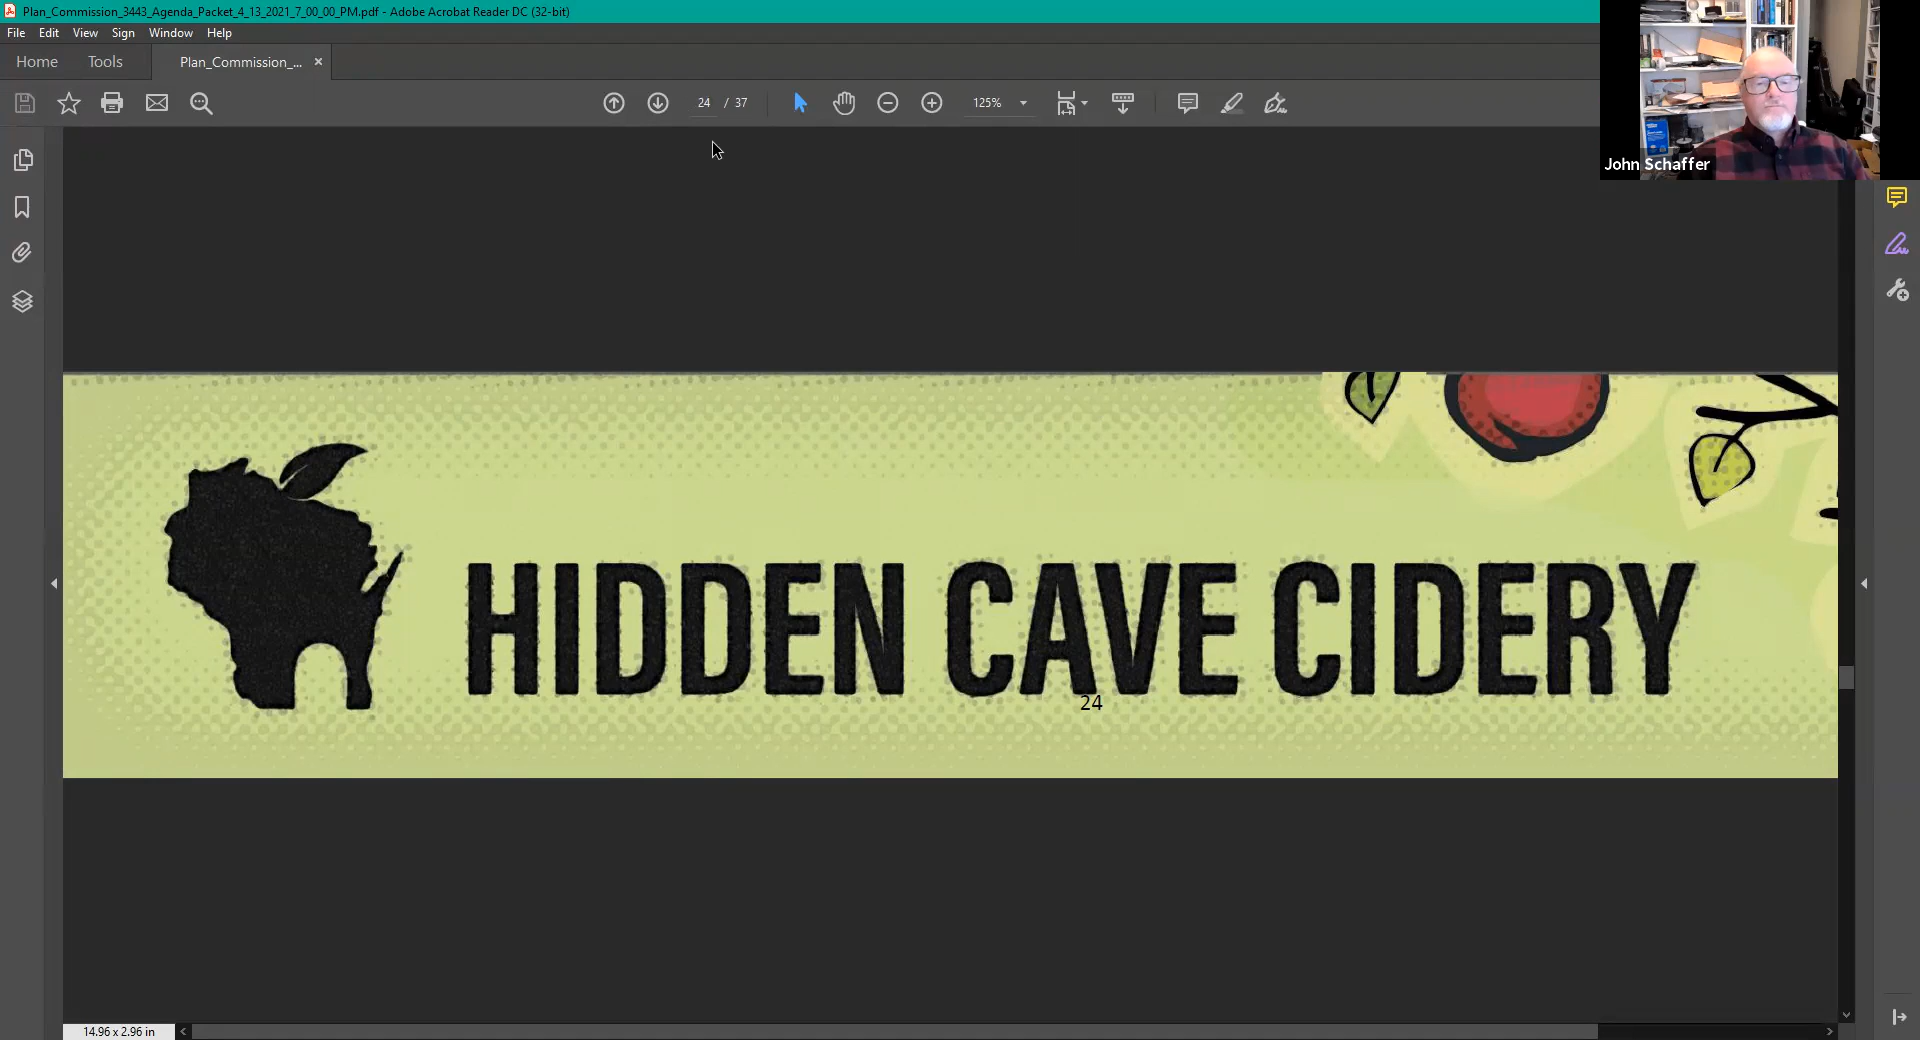 Plan_Commission_3443_Agenda_Packet_4_13_2021_7_00_00_PM.pdf - Adobe Acrobat Reader DC (32-bit)
File Edit View Sign Window Help
Home Tools Plan_Commission_... ×
24 / 37 125%
John Schaffer
HIDDEN CAVE CIDERY
24
14.96 x 2.96 in